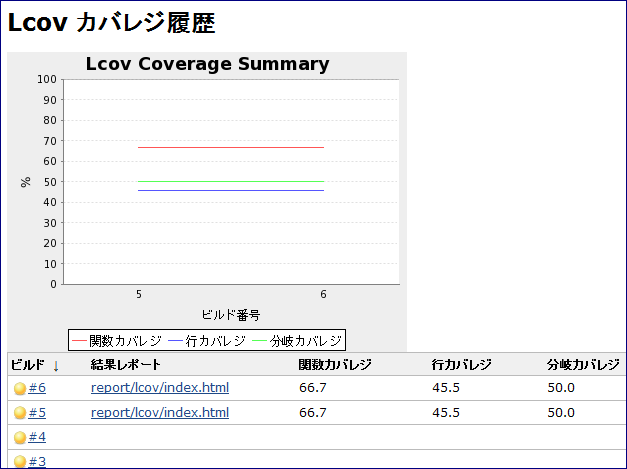 Lcov カバレジ履歴
Lcov Coverage Summary
100
90
80
70
60
50
40
30
20
10
0
%
5 6
ビルド番号
関数カバレジ 行カバレジ 分岐カバレジ
ビルド ↓ 結果レポート 関数カバレジ 行カバレジ 分岐カバレジ
#6 report/lcov/index.html 66.7 45.5 50.0
#5 report/lcov/index.html 66.7 45.5 50.0
#4
#3